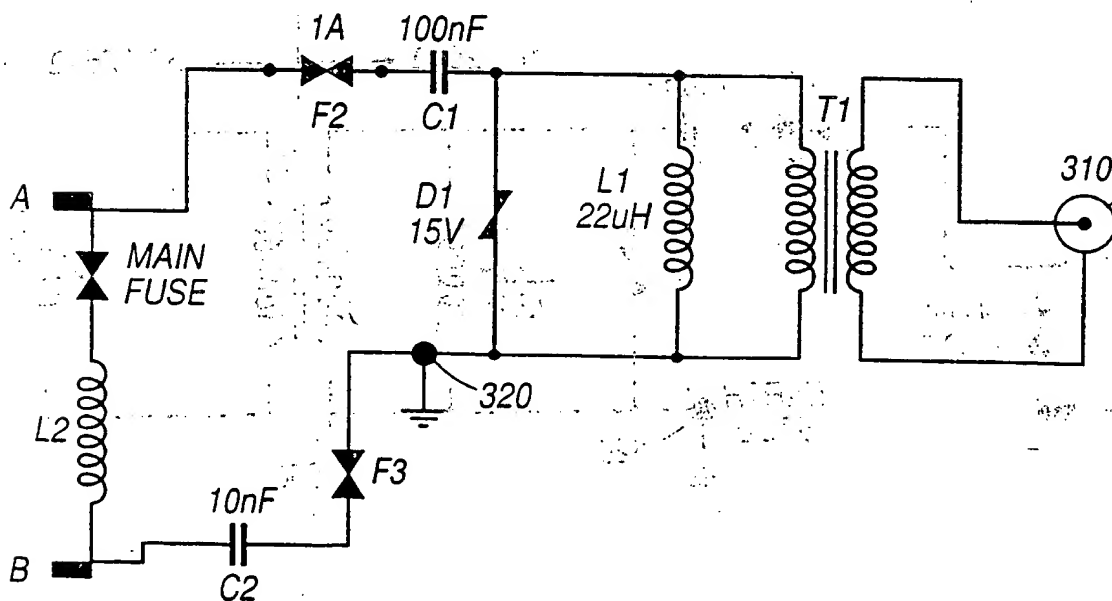 1A
100nF
F2
C1
T1
310
A
D1
15V
L1
22uH
MAIN
FUSE
320
L2
F3
10nF
B
C2